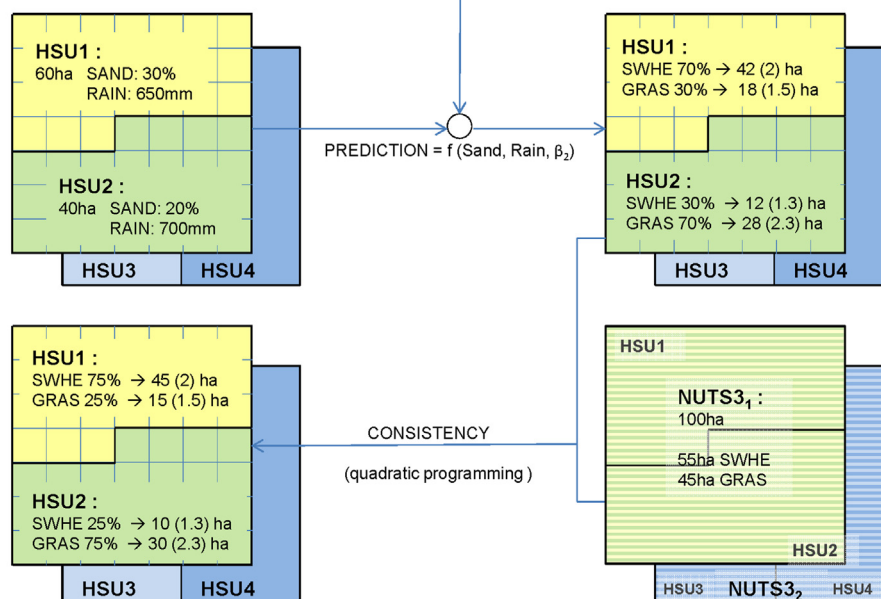 HSU1 :
60ha SAND: 30%
RAIN: 650mm
HSU2 :
40ha SAND: 20%
RAIN: 700mm
HSU3 HSU4
PREDICTION = f (Sand, Rain, β₂)
HSU1 :
SWHE 70% → 42 (2) ha
GRAS 30% → 18 (1.5) ha
HSU2 :
SWHE 30% → 12 (1.3) ha
GRAS 70% → 28 (2.3) ha
HSU3 HSU4
HSU1 :
SWHE 75% → 45 (2) ha
GRAS 25% → 15 (1.5) ha
HSU2 :
SWHE 25% → 10 (1.3) ha
GRAS 75% → 30 (2.3) ha
HSU3 HSU4
CONSISTENCY
(quadratic programming )
HSU1
NUTS3₁ :
100ha
55ha SWHE
45ha GRAS
HSU2
HSU3 NUTS3₂ HSU4